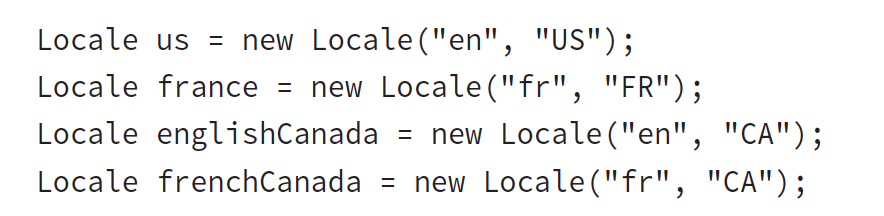 Locale us = new Locale("en", "US");
Locale france = new Locale("fr", "FR");
Locale englishCanada = new Locale("en", "CA");
Locale frenchCanada = new Locale("fr", "CA");